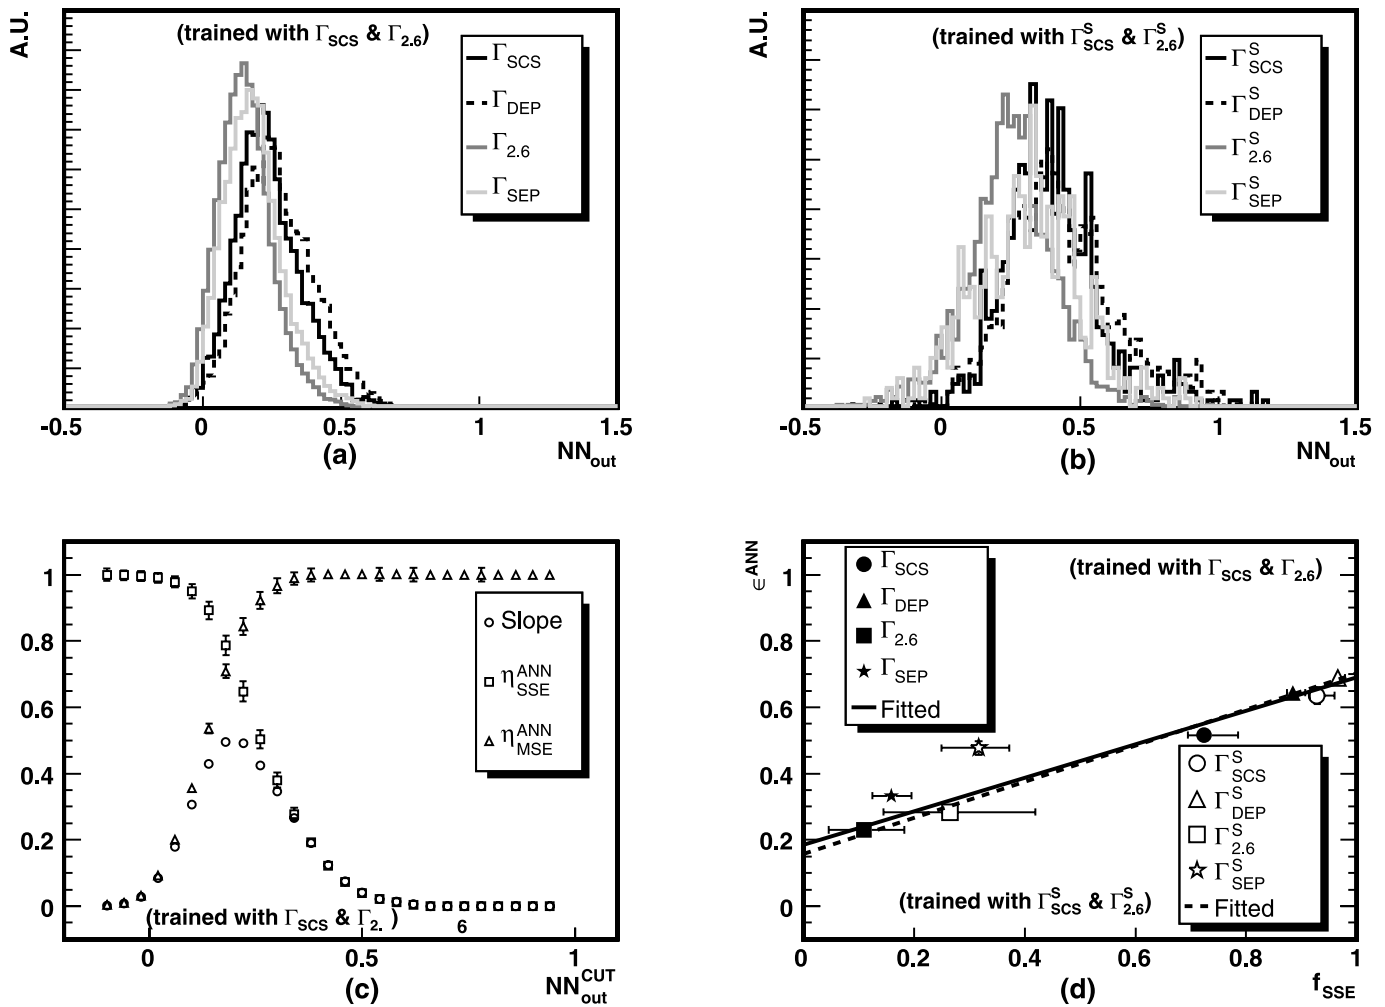 A.U.
(trained with Γ_SCS & Γ_2.6)
Γ_SCS
Γ_DEP
Γ_2.6
Γ_SEP
-0.5 0 0.5 1 1.5
(a)
NN_out
A.U.
(trained with Γ^S_SCS & Γ^S_2.6)
Γ^S_SCS
Γ^S_DEP
Γ^S_2.6
Γ^S_SEP
-0.5 0 0.5 1 1.5
(b)
NN_out
1
0.8
0.6
0.4
0.2
0
Slope
η^ANN_SSE
η^ANN_MSE
(trained with Γ_SCS & Γ_2. )
6
0 0.5 1
(c)
NN^CUT_out
∈^ANN
1
0.8
0.6
0.4
0.2
0
Γ_SCS
Γ_DEP
Γ_2.6
Γ_SEP
Fitted
(trained with Γ_SCS & Γ_2.6)
Γ^S_SCS
Γ^S_DEP
Γ^S_2.6
Γ^S_SEP
Fitted
(trained with Γ^S_SCS & Γ^S_2.6)
0 0.2 0.4 0.6 0.8 1
(d)
f_SSE